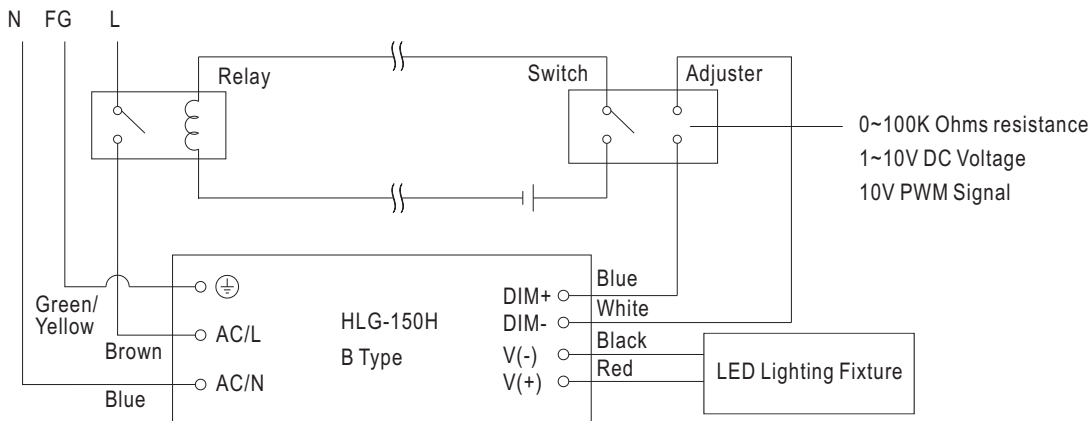 N FG L
Relay
Switch
Adjuster
0~100K Ohms resistance
1~10V DC Voltage
10V PWM Signal
Green/
Yellow
Brown
Blue
AC/L
AC/N
HLG-150H
B Type
DIM+
DIM-
V(-)
V(+)
Blue
White
Black
Red
LED Lighting Fixture